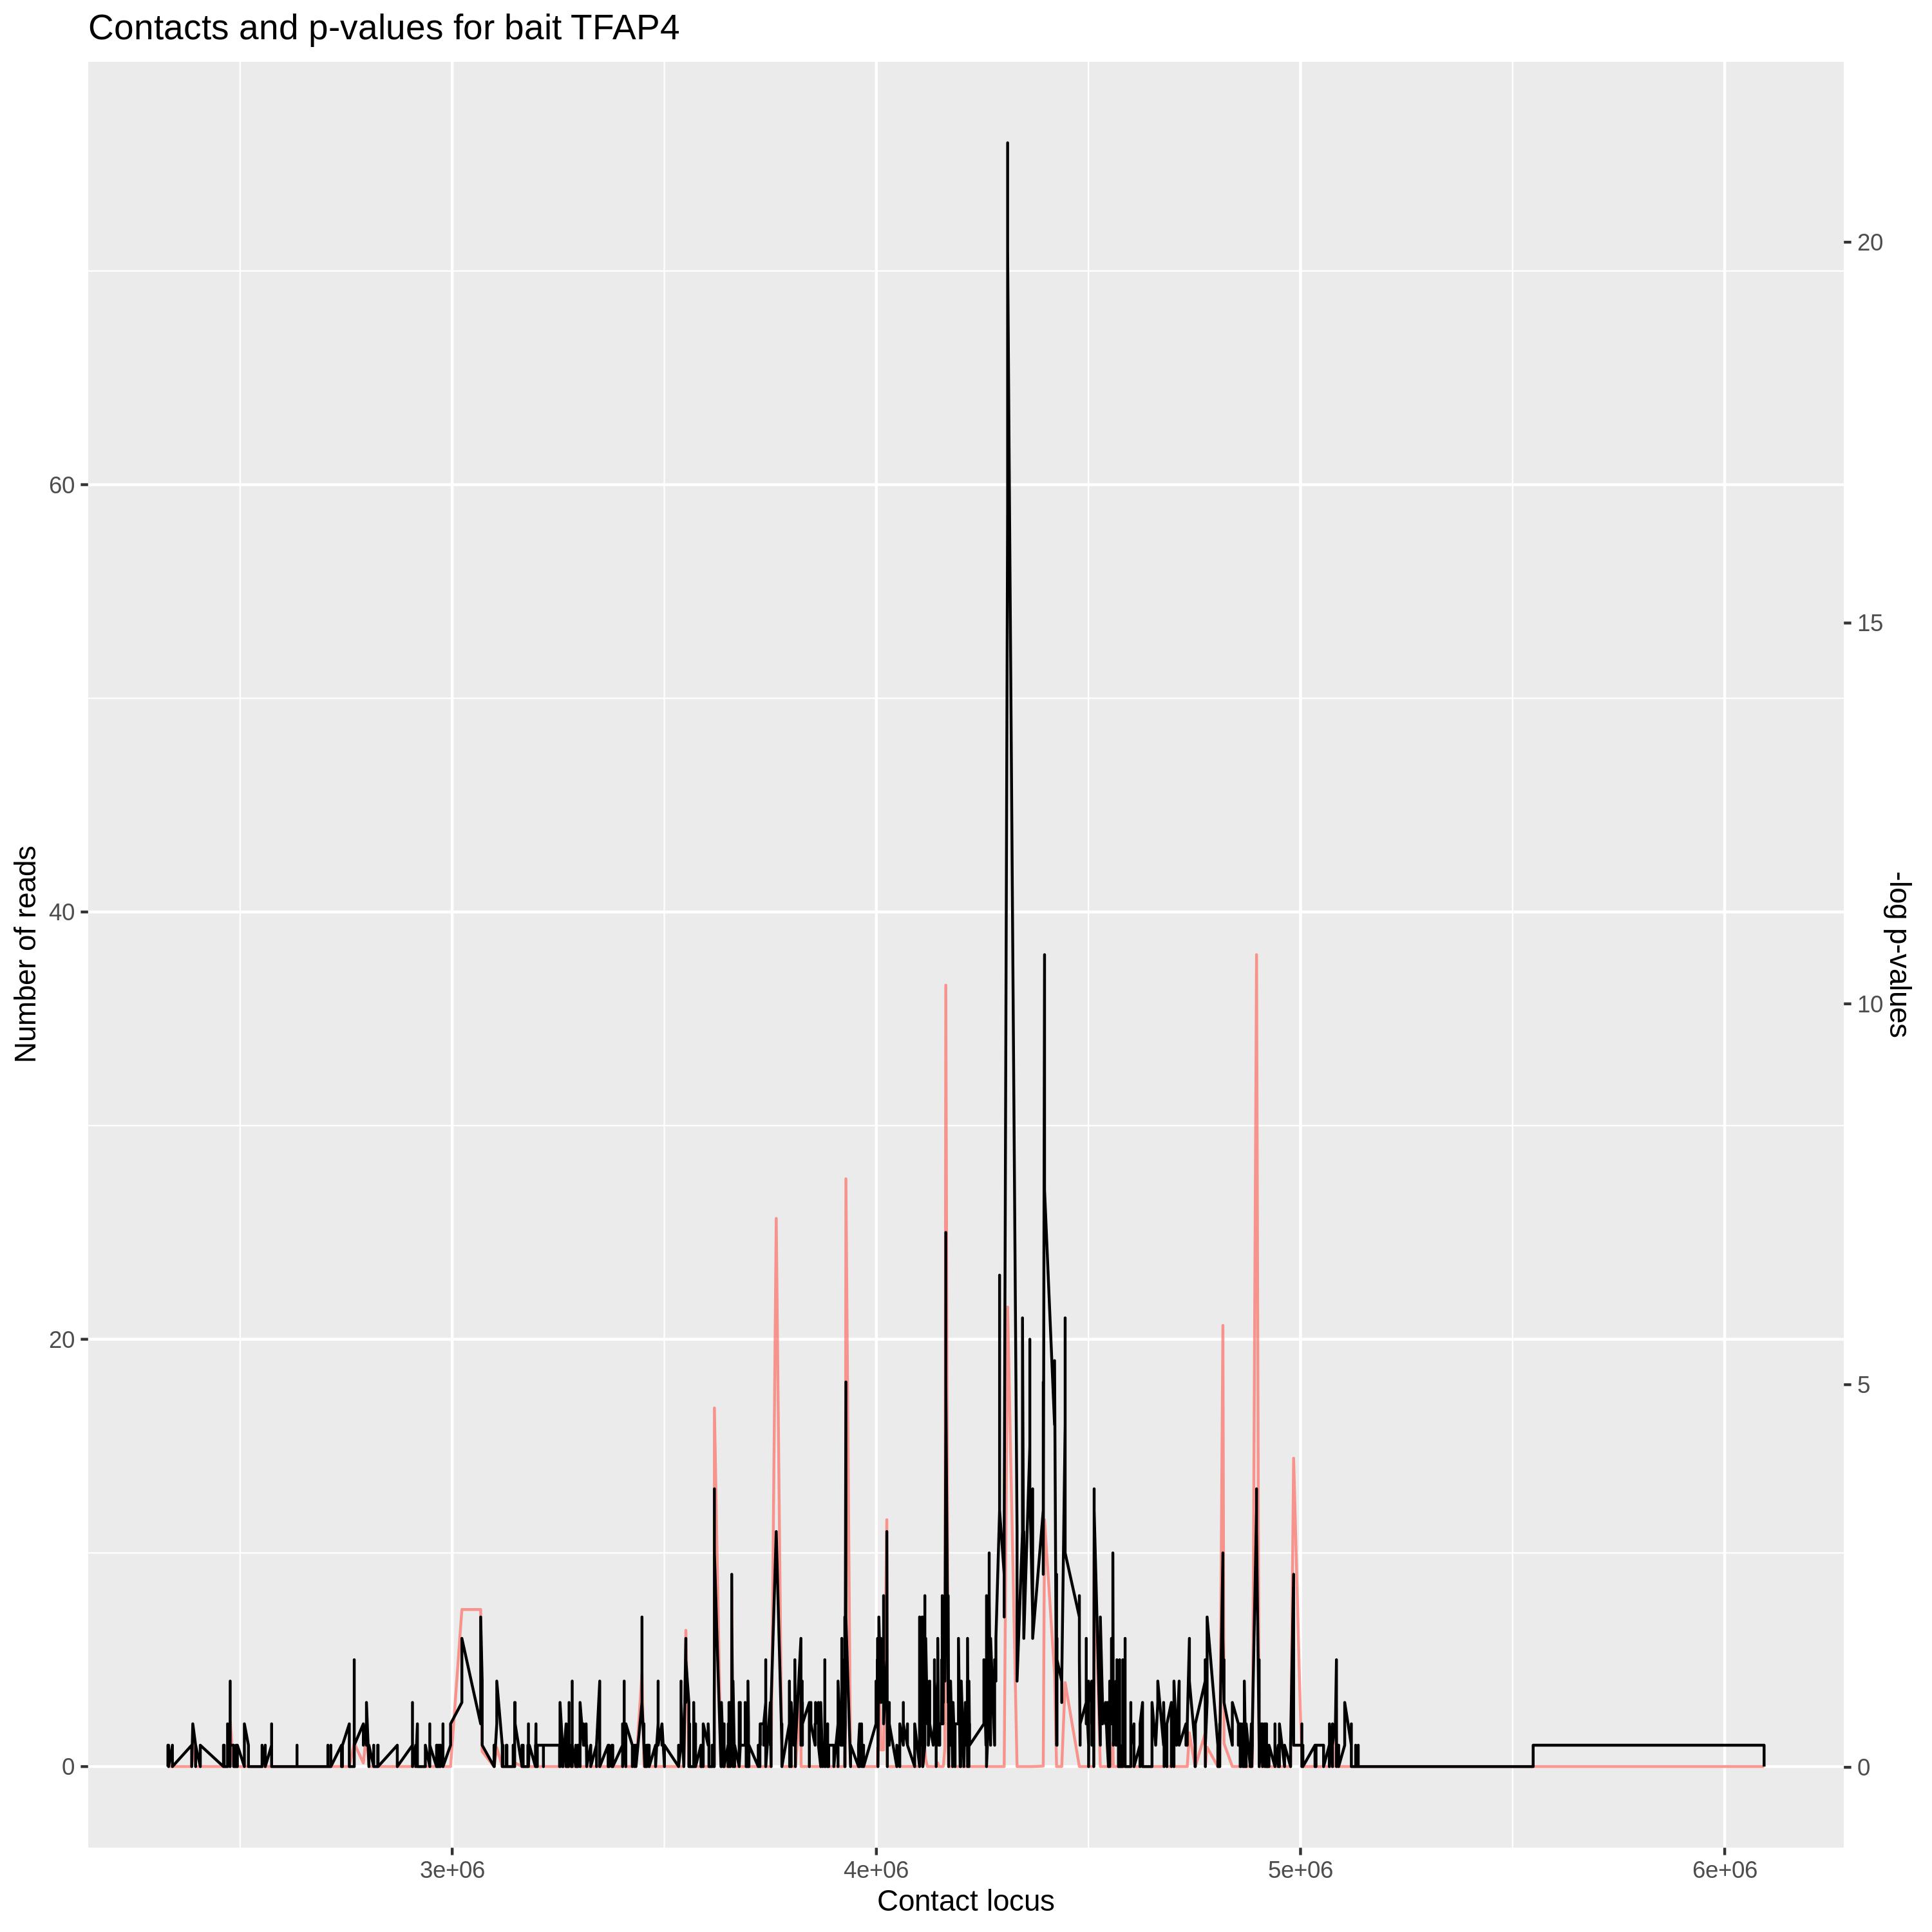 Contacts and p-values for bait TFAP4
Number of reads
60
40
20
0
20
15
10
5
0
-log p-values
3e+06
4e+06
5e+06
6e+06
Contact locus